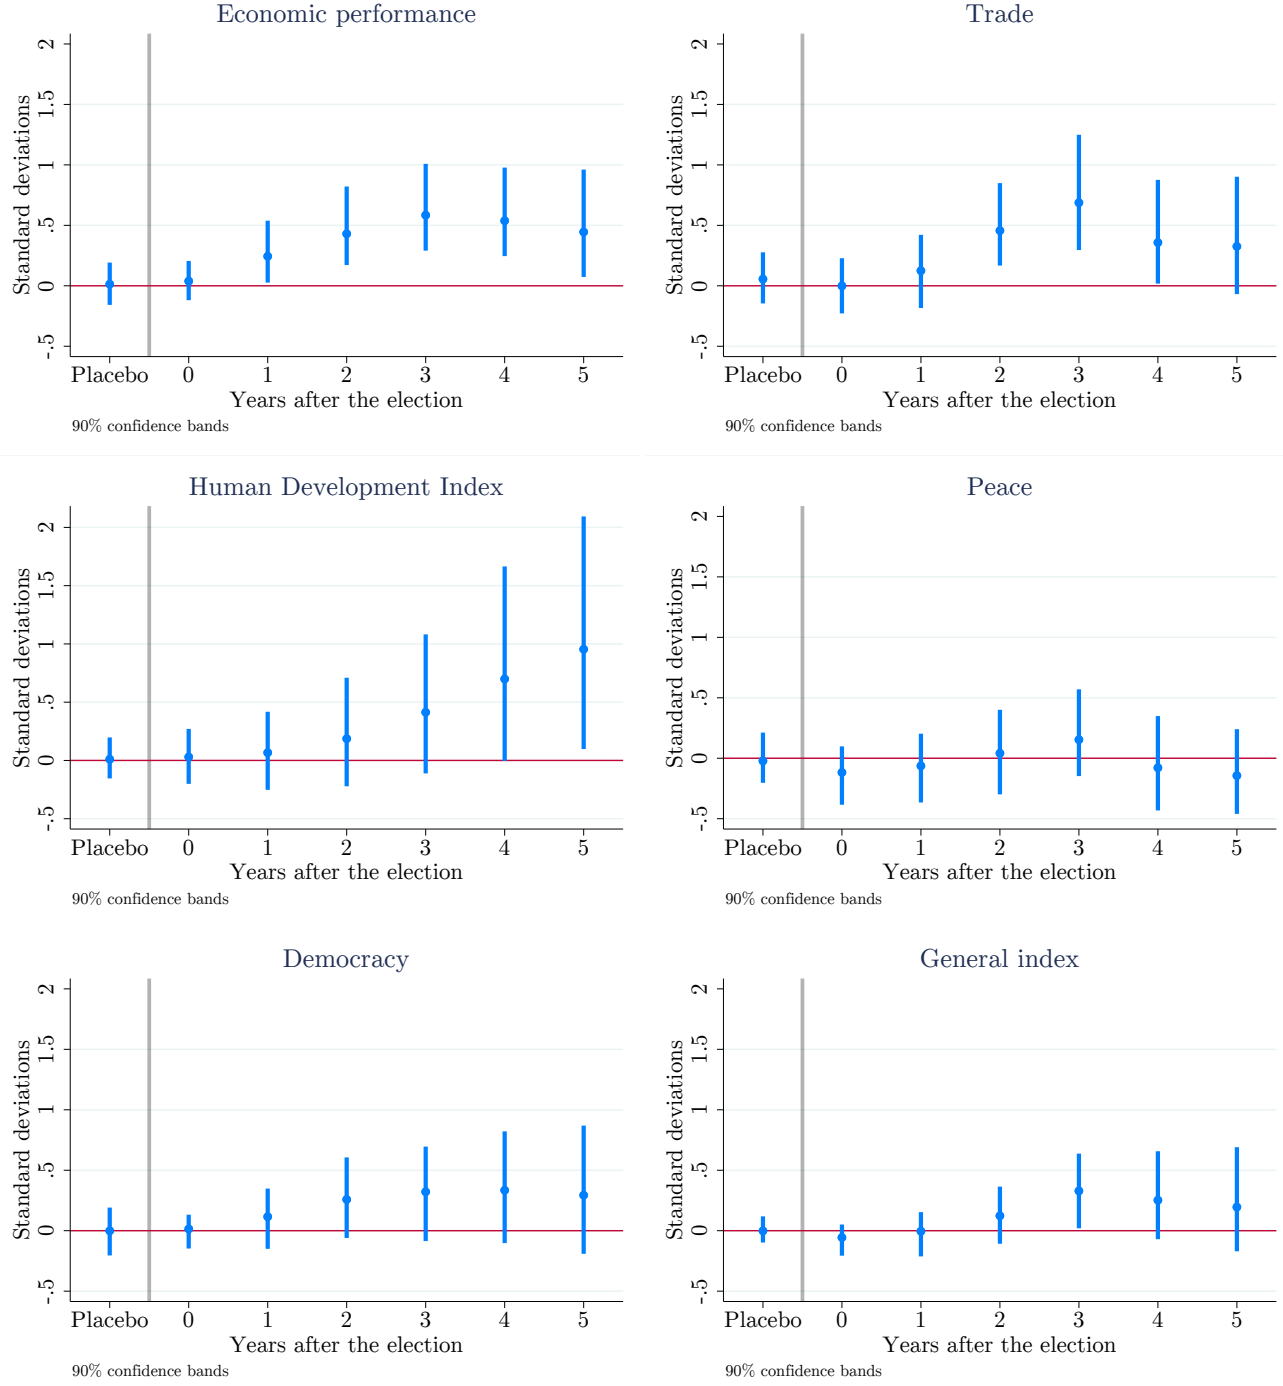 Economic performance
Standard deviations
2
1.5
1
.5
0
-.5
Placebo 0 1 2 3 4 5
Years after the election
90% confidence bands
Trade
Standard deviations
2
1.5
1
.5
0
-.5
Placebo 0 1 2 3 4 5
Years after the election
90% confidence bands
Human Development Index
Standard deviations
2
1.5
1
.5
0
-.5
Placebo 0 1 2 3 4 5
Years after the election
90% confidence bands
Peace
Standard deviations
2
1.5
1
.5
0
-.5
Placebo 0 1 2 3 4 5
Years after the election
90% confidence bands
Democracy
Standard deviations
2
1.5
1
.5
0
-.5
Placebo 0 1 2 3 4 5
Years after the election
90% confidence bands
General index
Standard deviations
2
1.5
1
.5
0
-.5
Placebo 0 1 2 3 4 5
Years after the election
90% confidence bands